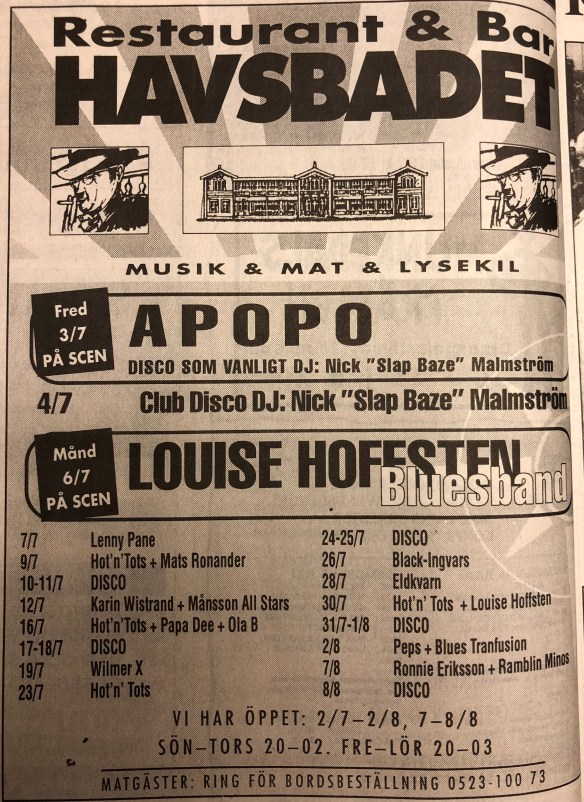 Restaurant & Bar
HAVSBADET
MUSIK & MAT & LYSEKIL
Fred
3/7
PÅ SCEN
APOPO
DISCO SOM VANLIGT DJ: Nick "Slap Baze" Malmström
4/7 Club Disco DJ: Nick "Slap Baze" Malmström
Månd
6/7
PÅ SCEN
LOUISE HOFFSTEN
Bluesband
7/7 Lenny Pane
9/7 Hot'n'Tots + Mats Ronander
10-11/7 DISCO
12/7 Karin Wistrand + Månsson All Stars
16/7 Hot'n'Tots + Papa Dee + Ola B
17-18/7 DISCO
19/7 Wilmer X
23/7 Hot'n' Tots
24-25/7 DISCO
26/7 Black-Ingvars
28/7 Eldkvarn
30/7 Hot'n' Tots + Louise Hoffsten
31/7-1/8 DISCO
2/8 Peps + Blues Tranfusion
7/8 Ronnie Eriksson + Ramblin Minos
8/8 DISCO
VI HAR ÖPPET: 2/7–2/8, 7–8/8
SÖN–TORS 20–02. FRE–LÖR 20–03
MATGÄSTER: RING FÖR BORDSBESTÄLLNING 0523-100 73